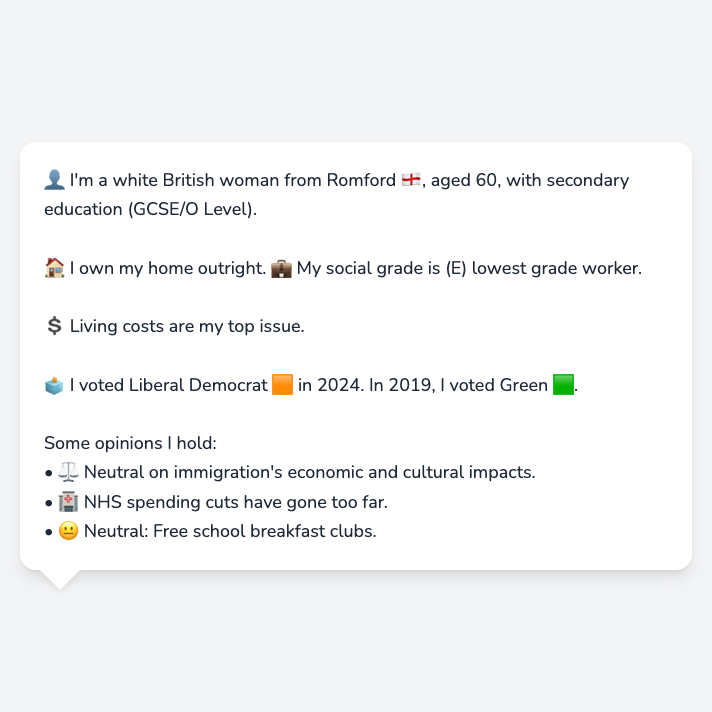 👤 I'm a white British woman from Romford 🏴󠁧󠁢󠁥󠁮󠁧󠁿, aged 60, with secondary
education (GCSE/O Level).
🏠 I own my home outright. 💼 My social grade is (E) lowest grade worker.
💲 Living costs are my top issue.
🗳️ I voted Liberal Democrat 🟧 in 2024. In 2019, I voted Green 🟩.
Some opinions I hold:
• ⚖️ Neutral on immigration's economic and cultural impacts.
• 🏥 NHS spending cuts have gone too far.
• 😐 Neutral: Free school breakfast clubs.